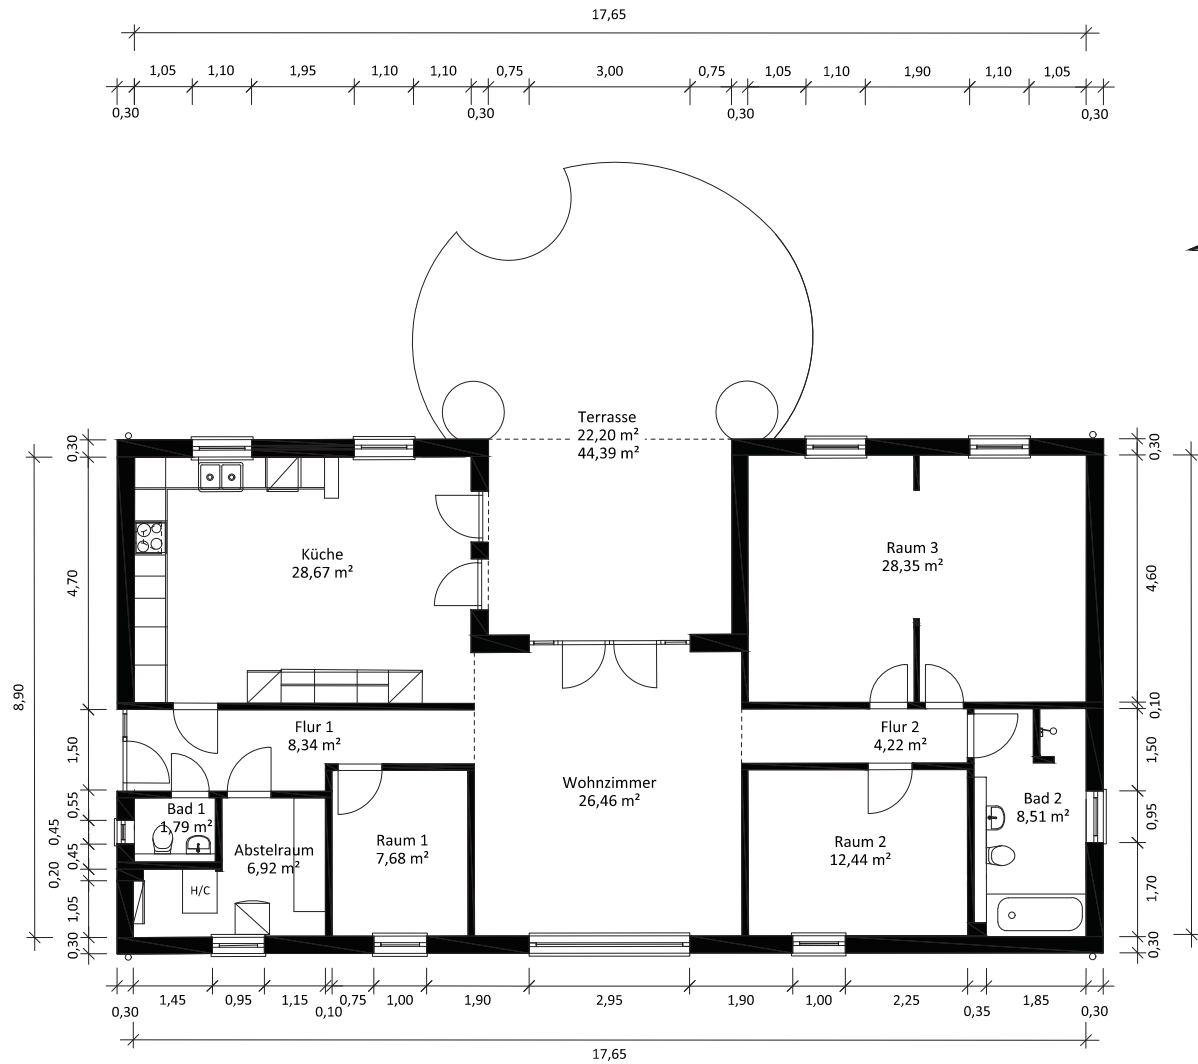 17,65
1,05 1,10 1,95 1,10 1,10 0,75 3,00 0,75 1,05 1,10 1,90 1,10 1,05
0,30 0,30 0,30 0,30
Terrasse
22,20 m²
44,39 m²
0,30
4,70
8,90
1,50
0,55
0,45
0,45
0,20
1,05
0,30
Küche
28,67 m²
Raum 3
28,35 m²
Flur 1
8,34 m²
Flur 2
4,22 m²
Wohnzimmer
26,46 m²
Bad 1
1,79 m²
Abstelraum
6,92 m²
H/C
Raum 1
7,68 m²
Raum 2
12,44 m²
Bad 2
8,51 m²
0,30
4,60
0,10
1,50
0,95
1,70
0,30
1,45 0,95 1,15 0,75 1,00 1,90 2,95 1,90 1,00 2,25 1,85
0,30 0,10 0,35 0,30
17,65